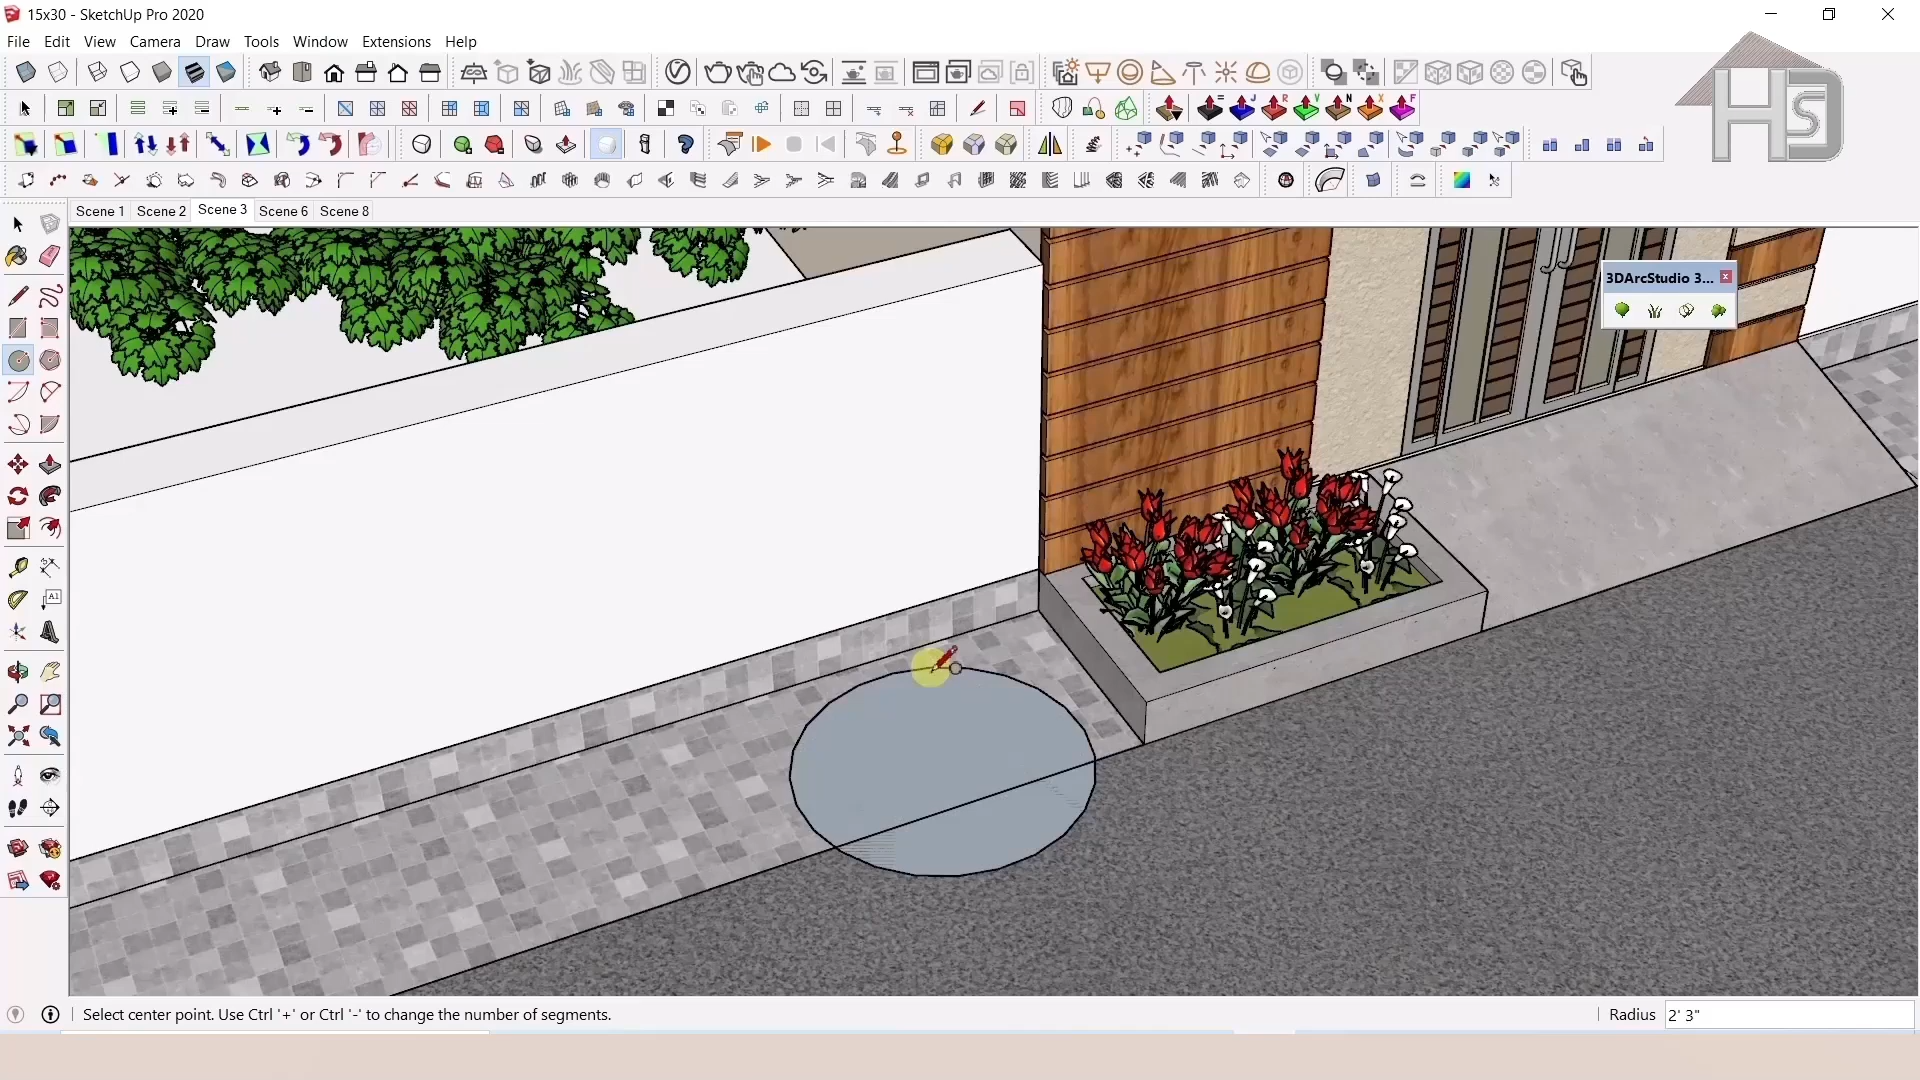 15x30 - SketchUp Pro 2020
File Edit View Camera Draw Tools Window Extensions Help
HSD
Scene 1 Scene 2 Scene 3 Scene 6 Scene 8
3DArcStudio 3...
A1
Select center point. Use Ctrl '+' or Ctrl '-' to change the number of segments.
Radius 2' 3"